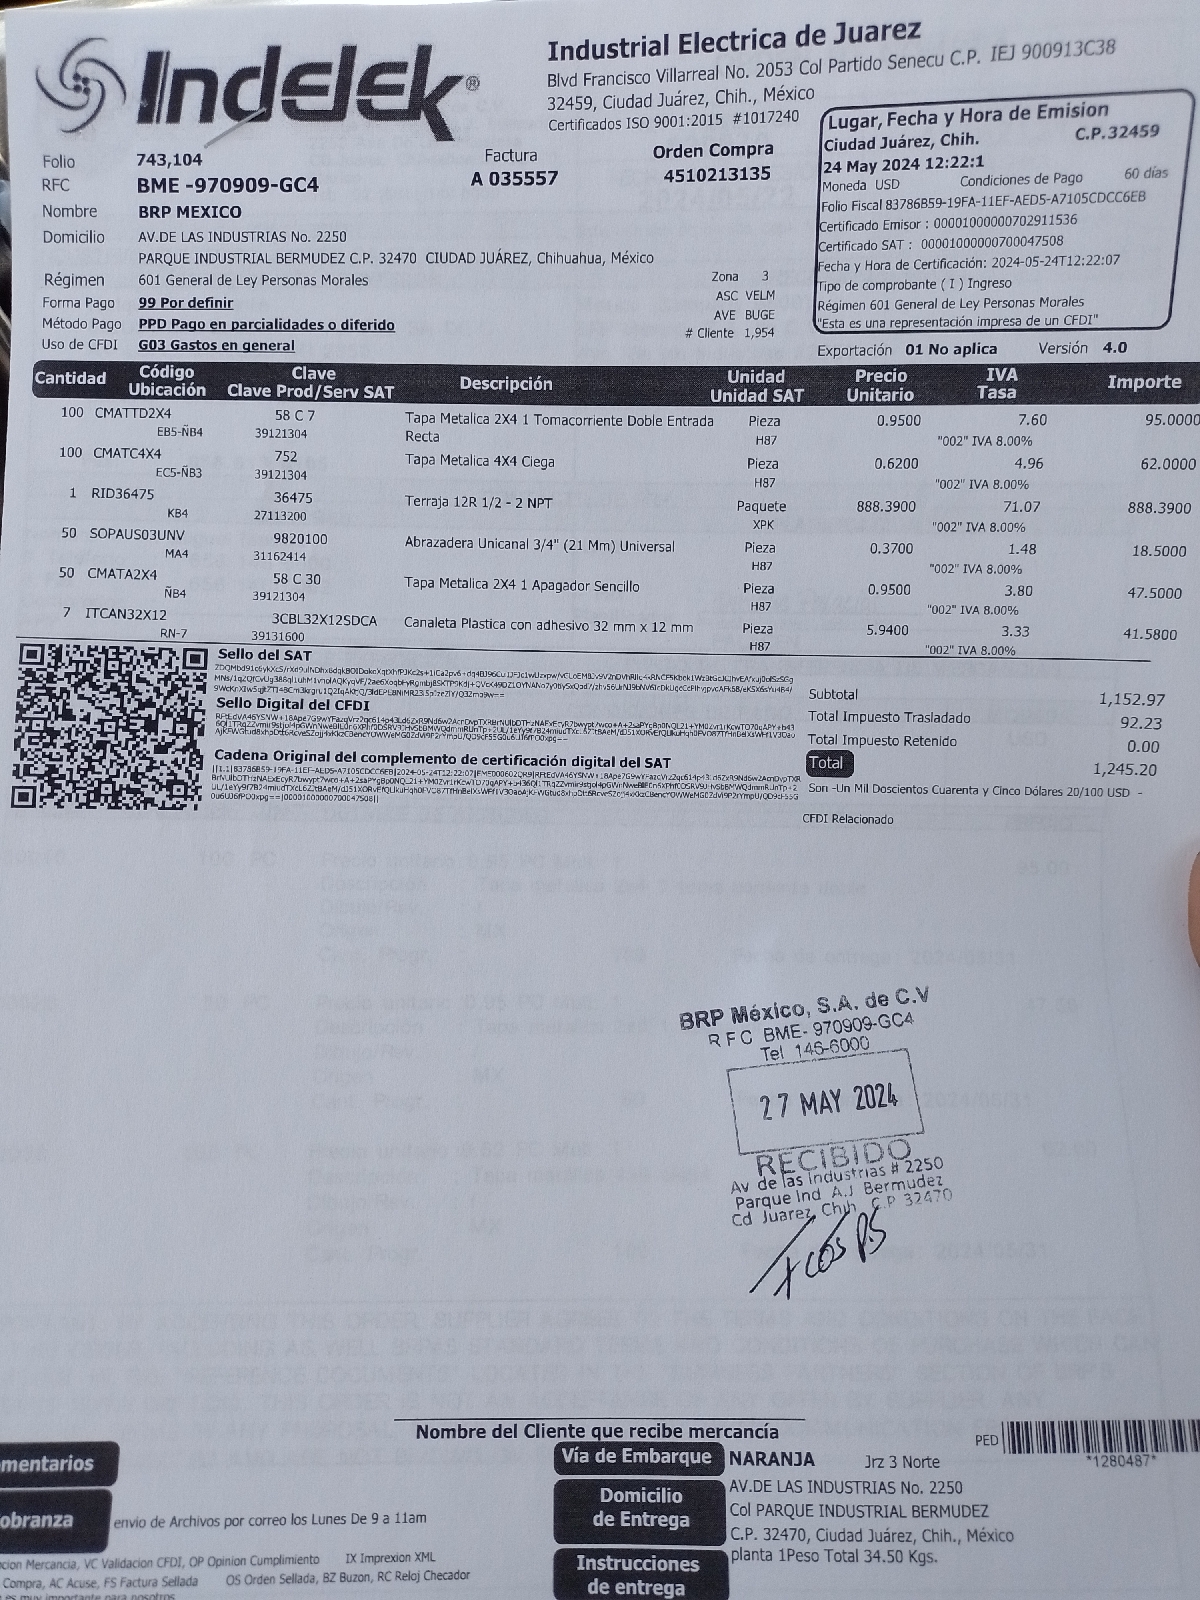 Indelek®
Industrial Electrica de Juarez
Blvd Francisco Villarreal No. 2053 Col Partido Senecu C.P. IEJ 900913C38
32459, Ciudad Juárez, Chih., México
Certificados ISO 9001:2015 #1017240
Folio 743,104 Factura Orden Compra
RFC BME -970909-GC4 A 035557 4510213135
Nombre BRP MEXICO
Domicilio AV.DE LAS INDUSTRIAS No. 2250
PARQUE INDUSTRIAL BERMUDEZ C.P. 32470 CIUDAD JUÁREZ, Chihuahua, México
Régimen 601 General de Ley Personas Morales
Forma Pago 99 Por definir
Método Pago PPD Pago en parcialidades o diferido
Uso de CFDI G03 Gastos en general
Zona 3
ASC VELM
AVE BUGE
# Cliente 1,954
Lugar, Fecha y Hora de Emision
Ciudad Juárez, Chih. C.P.32459
24 May 2024 12:22:1
Moneda USD Condiciones de Pago 60 días
Folio Fiscal 83786B59-19FA-11EF-AED5-A7105CDCC6EB
Certificado Emisor : 00001000000702911536
Certificado SAT : 00001000000700047508
Fecha y Hora de Certificación: 2024-05-24T12:22:07
Tipo de comprobante ( I ) Ingreso
Régimen 601 General de Ley Personas Morales
"Esta es una representación impresa de un CFDI"
Exportación 01 No aplica Versión 4.0
Cantidad Código Clave Descripción Unidad Precio IVA Importe
Ubicación Clave Prod/Serv SAT Unidad SAT Unitario Tasa
100 CMATTD2X4 58 C 7 Tapa Metalica 2X4 1 Tomacorriente Doble Entrada Pieza 0.9500 7.60 95.0000
EB5-ÑB4 39121304 Recta H87 "002" IVA 8.00%
100 CMATC4X4 752 Tapa Metalica 4X4 Ciega Pieza 0.6200 4.96 62.0000
EC5-ÑB3 39121304 H87 "002" IVA 8.00%
1 RID36475 36475 Terraja 12R 1/2 - 2 NPT Paquete 888.3900 71.07 888.3900
KB4 27113200 XPK "002" IVA 8.00%
50 SOPAUS03UNV 9820100 Abrazadera Unicanal 3/4" (21 Mm) Universal Pieza 0.3700 1.48 18.5000
MA4 31162414 H87 "002" IVA 8.00%
50 CMATA2X4 58 C 30 Tapa Metalica 2X4 1 Apagador Sencillo Pieza 0.9500 3.80 47.5000
ÑB4 39121304 H87 "002" IVA 8.00%
7 ITCAN32X12 3CBL32X12SDCA Canaleta Plastica con adhesivo 32 mm x 12 mm Pieza 5.9400 3.33 41.5800
RN-7 39131600 H87 "002" IVA 8.00%
Sello del SAT
Sello Digital del CFDI
Cadena Original del complemento de certificación digital del SAT
Subtotal 1,152.97
Total Impuesto Trasladado 92.23
Total Impuesto Retenido 0.00
Total 1,245.20
Son -Un Mil Doscientos Cuarenta y Cinco Dólares 20/100 USD -
CFDI Relacionado
BRP México, S.A. de C.V
R F C BME- 970909-GC4
Tel 146-6000
27 MAY 2024
RECIBIDO
Av de las Industrias # 2250
Parque Ind A.J Bermudez
Cd Juarez, Chih C.P 32470
Nombre del Cliente que recibe mercancía
PED
*1280487*
mentarios
obranza envio de Archivos por correo los Lunes De 9 a 11am
cion Mercancia, VC Validacion CFDI, OP Opinion Cumplimiento IX Imprexion XML
Compra, AC Acuse, FS Factura Sellada OS Orden Sellada, BZ Buzon, RC Reloj Checador
es muy importante para nosotros
Vía de Embarque NARANJA Jrz 3 Norte
Domicilio de Entrega AV.DE LAS INDUSTRIAS No. 2250
Col PARQUE INDUSTRIAL BERMUDEZ
C.P. 32470, Ciudad Juárez, Chih., México
Instrucciones de entrega planta 1Peso Total 34.50 Kgs.